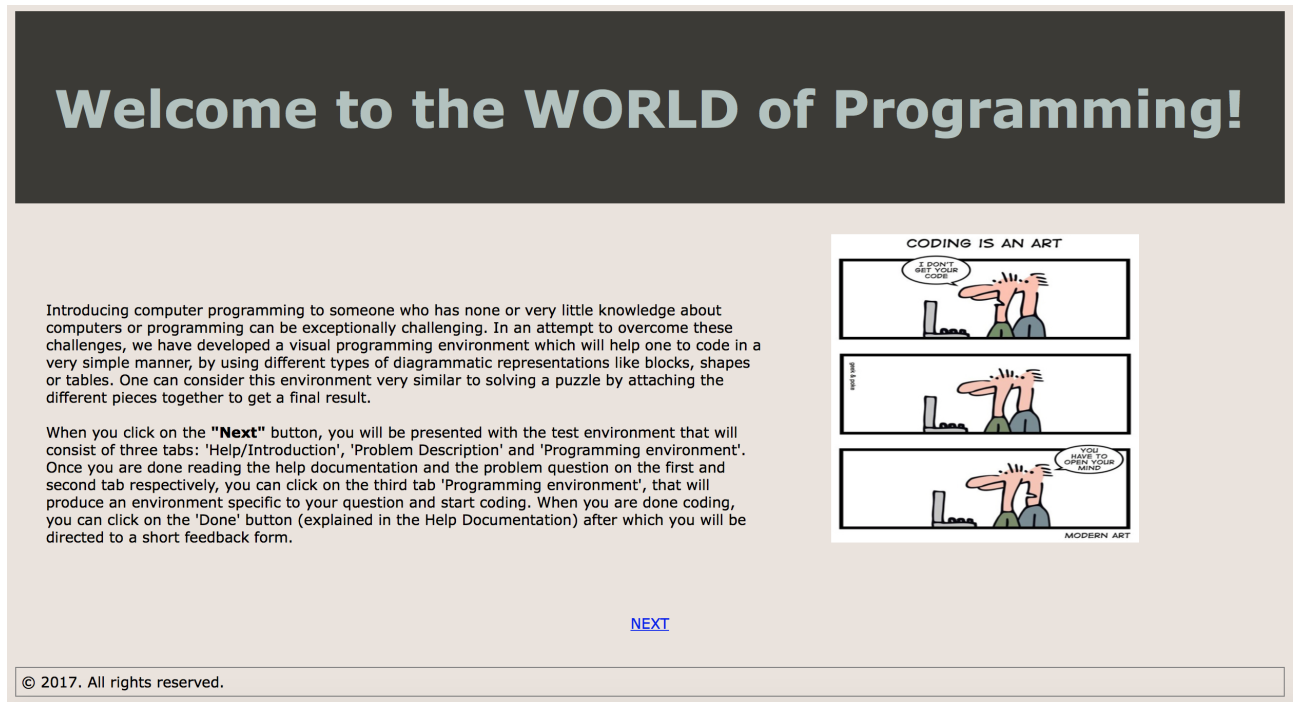 Welcome to the WORLD of Programming!
Introducing computer programming to someone who has none or very little knowledge about
computers or programming can be exceptionally challenging. In an attempt to overcome these
challenges, we have developed a visual programming environment which will help one to code in a
very simple manner, by using different types of diagrammatic representations like blocks, shapes
or tables. One can consider this environment very similar to solving a puzzle by attaching the
different pieces together to get a final result.
When you click on the "Next" button, you will be presented with the test environment that will
consist of three tabs: 'Help/Introduction', 'Problem Description' and 'Programming environment'.
Once you are done reading the help documentation and the problem question on the first and
second tab respectively, you can click on the third tab 'Programming environment', that will
produce an environment specific to your question and start coding. When you are done coding,
you can click on the 'Done' button (explained in the Help Documentation) after which you will be
directed to a short feedback form.
CODING IS AN ART
I DON'T
GET YOUR
CODE
geek & poke
YOU
HAVE TO
OPEN YOUR
MIND
MODERN ART
NEXT
© 2017. All rights reserved.